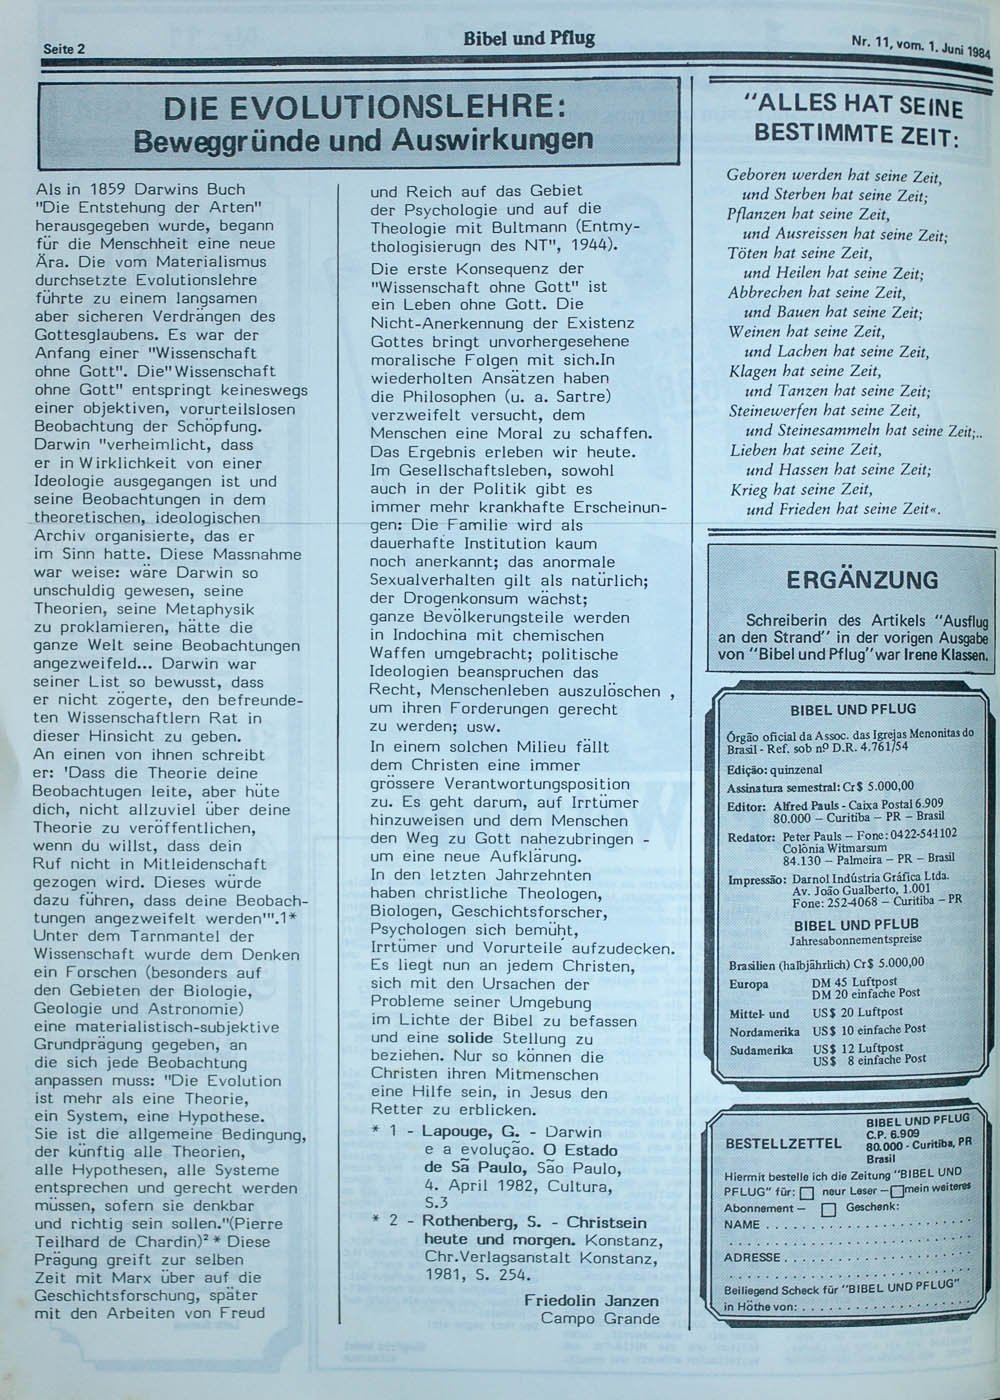 Seite 2
Bibel und Pflug
Nr. 11, vom. 1. Juni 1984
DIE EVOLUTIONSLEHRE:
Beweggründe und Auswirkungen
Als in 1859 Darwins Buch
"Die Entstehung der Arten"
herausgegeben wurde, begann
für die Menschheit eine neue
Ära. Die vom Materialismus
durchsetzte Evolutionslehre
führte zu einem langsamen
aber sicheren Verdrängen des
Gottesglaubens. Es war der
Anfang einer "Wissenschaft
ohne Gott". Die"Wissenschaft
ohne Gott" entspringt keineswegs
einer objektiven, vorurteilslosen
Beobachtung der Schöpfung.
Darwin "verheimlicht, dass
er in Wirklichkeit von einer
Ideologie ausgegangen ist und
seine Beobachtungen in dem
theoretischen, ideologischen
Archiv organisierte, das er
im Sinn hatte. Diese Massnahme
war weise: wäre Darwin so
unschuldig gewesen, seine
Theorien, seine Metaphysik
zu proklamieren, hätte die
ganze Welt seine Beobachtungen
angezweifeld... Darwin war
seiner List so bewusst, dass
er nicht zögerte, den befreunde-
ten Wissenschaftlern Rat in
dieser Hinsicht zu geben.
An einen von ihnen schreibt
er: 'Dass die Theorie deine
Beobachtugen leite, aber hüte
dich, nicht allzuviel über deine
Theorie zu veröffentlichen,
wenn du willst, dass dein
Ruf nicht in Mitleidenschaft
gezogen wird. Dieses würde
dazu führen, dass deine Beobach-
tungen angezweifelt werden'".1*
Unter dem Tarnmantel der
Wissenschaft wurde dem Denken
ein Forschen (besonders auf
den Gebieten der Biologie,
Geologie und Astronomie)
eine materialistisch-subjektive
Grundprägung gegeben, an
die sich jede Beobachtung
anpassen muss: "Die Evolution
ist mehr als eine Theorie,
ein System, eine Hypothese.
Sie ist die allgemeine Bedingung,
der künftig alle Theorien,
alle Hypothesen, alle Systeme
entsprechen und gerecht werden
müssen, sofern sie denkbar
und richtig sein sollen."(Pierre
Teilhard de Chardin)²* Diese
Prägung greift zur selben
Zeit mit Marx über auf die
Geschichtsforschung, später
mit den Arbeiten von Freud
und Reich auf das Gebiet
der Psychologie und auf die
Theologie mit Bultmann (Entmy-
thologisierugn des NT", 1944).
Die erste Konsequenz der
"Wissenschaft ohne Gott" ist
ein Leben ohne Gott. Die
Nicht-Anerkennung der Existenz
Gottes bringt unvorhergesehene
moralische Folgen mit sich.In
wiederholten Ansätzen haben
die Philosophen (u. a. Sartre)
verzweifelt versucht, dem
Menschen eine Moral zu schaffen.
Das Ergebnis erleben wir heute.
Im Gesellschaftsleben, sowohl
auch in der Politik gibt es
immer mehr krankhafte Erscheinun-
gen: Die Familie wird als
dauerhafte Institution kaum
noch anerkannt; das anormale
Sexualverhalten gilt als natürlich;
der Drogenkonsum wächst;
ganze Bevölkerungsteile werden
in Indochina mit chemischen
Waffen umgebracht; politische
Ideologien beanspruchen das
Recht, Menschenleben auszulöschen ,
um ihren Forderungen gerecht
zu werden; usw.
In einem solchen Milieu fällt
dem Christen eine immer
grössere Verantwortungsposition
zu. Es geht darum, auf Irrtümer
hinzuweisen und dem Menschen
den Weg zu Gott nahezubringen -
um eine neue Aufklärung.
In den letzten Jahrzehnten
haben christliche Theologen,
Biologen, Geschichtsforscher,
Psychologen sich bemüht,
Irrtümer und Vorurteile aufzudecken.
Es liegt nun an jedem Christen,
sich mit den Ursachen der
Probleme seiner Umgebung
im Lichte der Bibel zu befassen
und eine solide Stellung zu
beziehen. Nur so können die
Christen ihren Mitmenschen
eine Hilfe sein, in Jesus den
Retter zu erblicken.
* 1 - Lapouge, G. - Darwin
e a evolução. O Estado
de Sã Paulo, São Paulo,
4. April 1982, Cultura,
S.3
* 2 - Rothenberg, S. - Christsein
heute und morgen. Konstanz,
Chr.Verlagsanstalt Konstanz,
1981, S. 254.
Friedolin Janzen
Campo Grande
"ALLES HAT SEINE
BESTIMMTE ZEIT:
Geboren werden hat seine Zeit,
und Sterben hat seine Zeit;
Pflanzen hat seine Zeit,
und Ausreissen hat seine Zeit;
Töten hat seine Zeit,
und Heilen hat seine Zeit;
Abbrechen hat seine Zeit,
und Bauen hat seine Zeit;
Weinen hat seine Zeit,
und Lachen hat seine Zeit,
Klagen hat seine Zeit,
und Tanzen hat seine Zeit;
Steinewerfen hat seine Zeit,
und Steinesammeln hat seine Zeit;..
Lieben hat seine Zeit,
und Hassen hat seine Zeit;
Krieg hat seine Zeit,
und Frieden hat seine Zeit«.
ERGÄNZUNG
Schreiberin des Artikels "Ausflug
an den Strand" in der vorigen Ausgabe
von "Bibel und Pflug"war Irene Klassen.
BIBEL UND PFLUG
Órgão oficial da Assoc. das Igrejas Menonitas do
Brasil - Ref. sob nº D.R. 4.761/54
Edição: quinzenal
Assinatura semestral: Cr$ 5.000,00
Editor: Alfred Pauls - Caixa Postal 6.909
80.000 - Curitiba - PR - Brasil
Redator: Peter Pauls - Fone: 0422-54-1102
Colônia Witmarsum
84.130 - Palmeira - PR - Brasil
Impressão: Darnol Indústria Gráfica Ltda.
Av. João Gualberto, 1.001
Fone: 252-4068 - Curitiba - PR
BIBEL UND PFLUB
Jahresabonnementspreise
Brasilien (halbjährlich) Cr$ 5.000,00
Europa DM 45 Luftpost
DM 20 einfache Post
Mittel- und US$ 20 Luftpost
Nordamerika US$ 10 einfache Post
Sudamerika US$ 12 Luftpost
US$ 8 einfache Post
BESTELLZETTEL
BIBEL UND PFLUG
C.P. 6.909
80.000 - Curitiba, PR
Brasil
Hiermit bestelle ich die Zeitung "BIBEL UND
PFLUG" für: neur Leser - mein weiteres
Abonnement - Geschenk:
NAME
ADRESSE
Beiliegend Scheck für "BIBEL UND PFLUG"
in Höthe von: